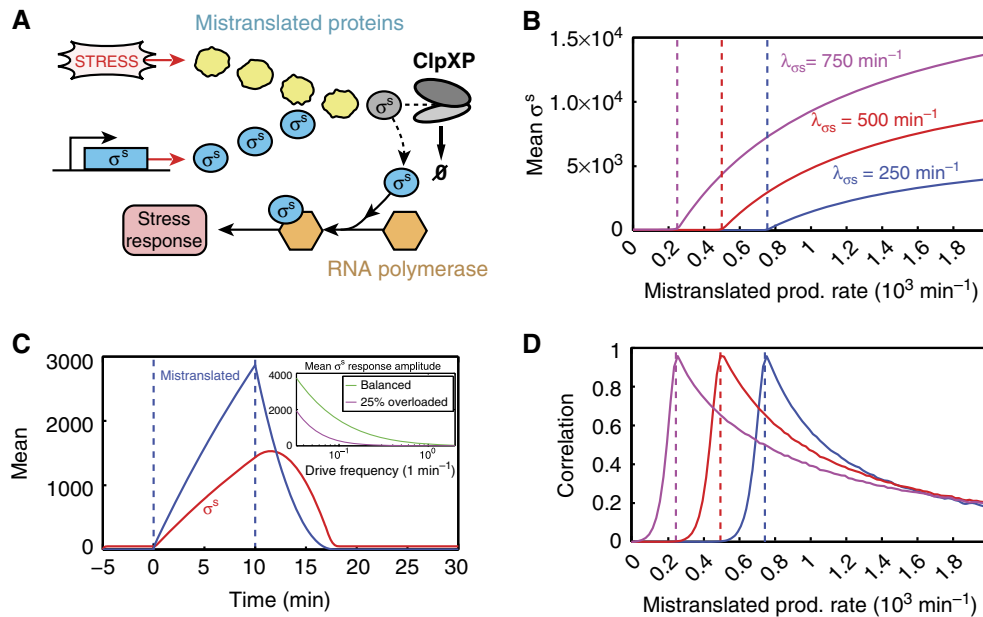 A
Mistranslated proteins
STRESS
ClpXP
σˢ
σˢ
σˢ
σˢ
σˢ
σˢ
σˢ
Ø
Stress
response
RNA polymerase
B
1.5×10⁴
1.0×10⁴
5×10³
0
Mean σˢ
λσs = 750 min⁻¹
λσs = 500 min⁻¹
λσs = 250 min⁻¹
0 0.2 0.4 0.6 0.8 1 1.2 1.4 1.6 1.8
Mistranslated prod. rate (10³ min⁻¹)
C
3000
2000
1000
0
Mean
Mistranslated
σˢ
Mean σˢ response amplitude
4000
2000
0
Balanced
25% overloaded
10⁻¹ 10⁰
Drive frequency (1 min⁻¹)
−5 0 5 10 15 20 25 30
Time (min)
D
1
0.8
0.6
0.4
0.2
0
Correlation
0 0.2 0.4 0.6 0.8 1 1.2 1.4 1.6 1.8
Mistranslated prod. rate (10³ min⁻¹)